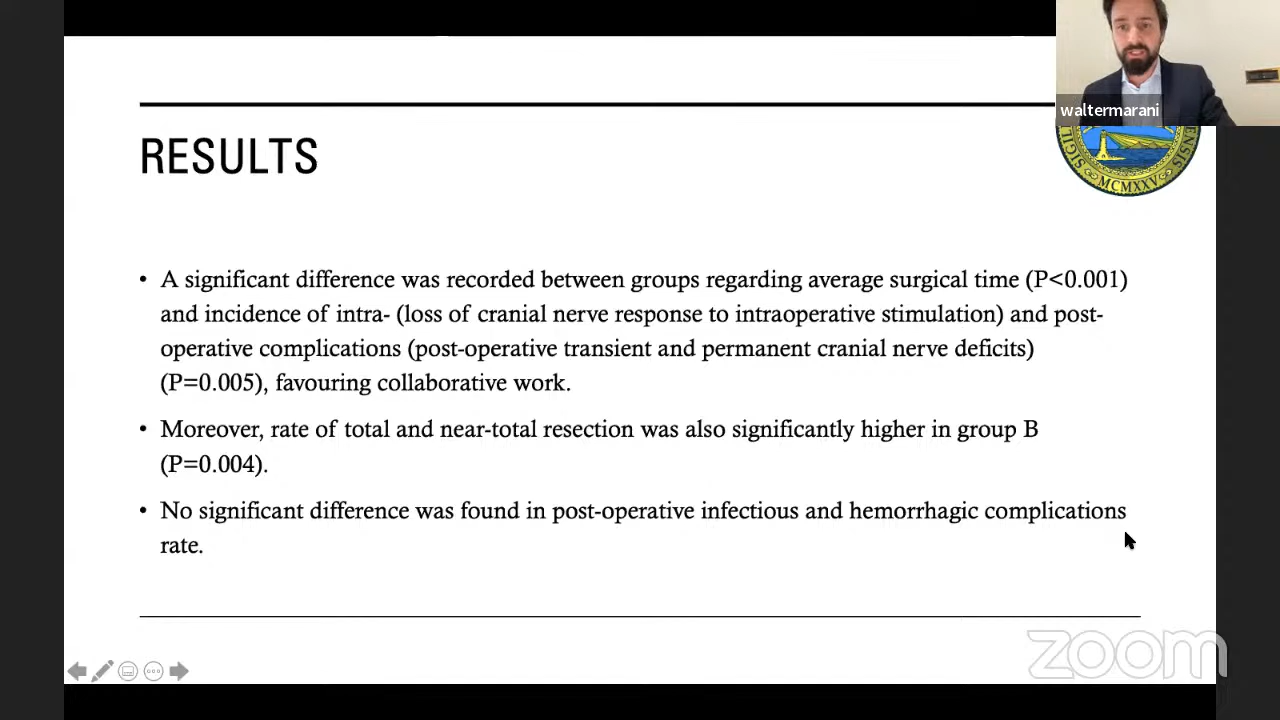 waltermarani
RESULTS
SIGIL
MCMXXV
ENSIS
• A significant difference was recorded between groups regarding average surgical time (P<0.001)
and incidence of intra- (loss of cranial nerve response to intraoperative stimulation) and post-
operative complications (post-operative transient and permanent cranial nerve deficits)
(P=0.005), favouring collaborative work.
• Moreover, rate of total and near-total resection was also significantly higher in group B
(P=0.004).
• No significant difference was found in post-operative infectious and hemorrhagic complications
rate.
zoom